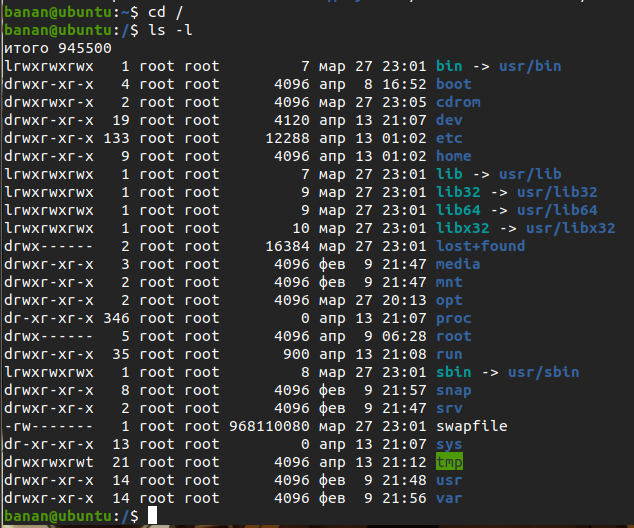 banan@ubuntu:~$ cd /
banan@ubuntu:/$ ls -l
итого 945500
lrwxrwxrwx   1 root root         7 мар 27 23:01 bin -> usr/bin
drwxr-xr-x   4 root root      4096 апр  8 16:52 boot
drwxrwxr-x   2 root root      4096 мар 27 23:05 cdrom
drwxr-xr-x  19 root root      4120 апр 13 21:07 dev
drwxr-xr-x 133 root root     12288 апр 13 01:02 etc
drwxr-xr-x   9 root root      4096 апр 13 01:02 home
lrwxrwxrwx   1 root root         7 мар 27 23:01 lib -> usr/lib
lrwxrwxrwx   1 root root         9 мар 27 23:01 lib32 -> usr/lib32
lrwxrwxrwx   1 root root         9 мар 27 23:01 lib64 -> usr/lib64
lrwxrwxrwx   1 root root        10 мар 27 23:01 libx32 -> usr/libx32
drwx------   2 root root     16384 мар 27 23:01 lost+found
drwxr-xr-x   3 root root      4096 фев  9 21:47 media
drwxr-xr-x   2 root root      4096 фев  9 21:47 mnt
drwxr-xr-x   2 root root      4096 мар 27 20:13 opt
dr-xr-xr-x 346 root root         0 апр 13 21:07 proc
drwx------   5 root root      4096 апр  9 06:28 root
drwxr-xr-x  35 root root       900 апр 13 21:08 run
lrwxrwxrwx   1 root root         8 мар 27 23:01 sbin -> usr/sbin
drwxr-xr-x   8 root root      4096 фев  9 21:57 snap
drwxr-xr-x   2 root root      4096 фев  9 21:47 srv
-rw-------   1 root root 968110080 мар 27 23:01 swapfile
dr-xr-xr-x  13 root root         0 апр 13 21:07 sys
drwxrwxrwt  21 root root      4096 апр 13 21:12 tmp
drwxr-xr-x  14 root root      4096 фев  9 21:48 usr
drwxr-xr-x  14 root root      4096 фев  9 21:56 var
banan@ubuntu:/$